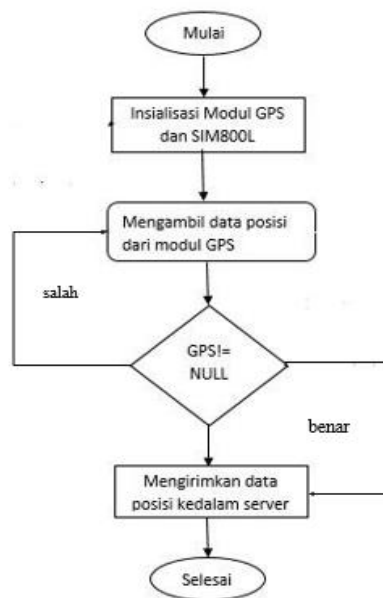 Mulai
Insialisasi Modul GPS
dan SIM800L
Mengambil data posisi
dari modul GPS
salah
GPS!=
NULL
benar
Mengirimkan data
posisi kedalam server
Selesai